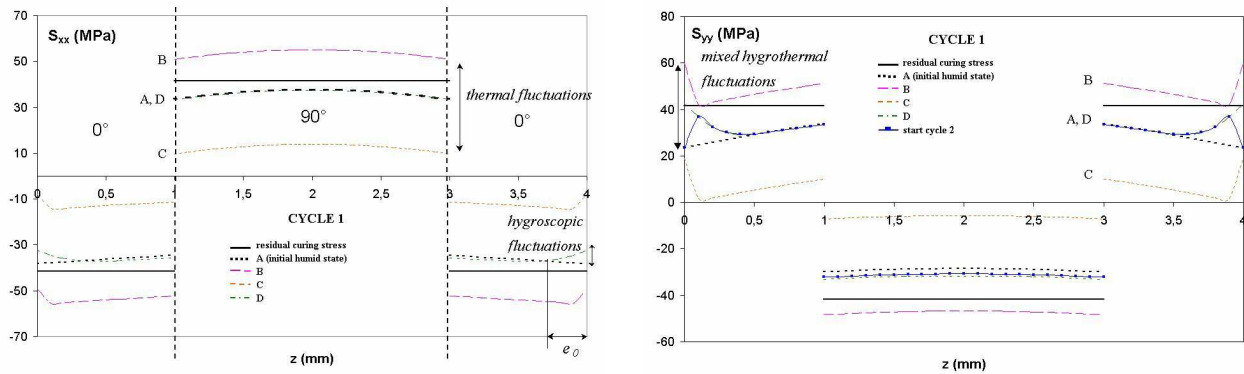 70
50
30
10
-10
-30
-50
-70
Sxx (MPa)
B
A, D
C
0°
90°
0°
thermal fluctuations
0 0,5 1 1,5 2 2,5 3 3,5 4
CYCLE 1
residual curing stress
A (initial humid state)
B
C
D
hygroscopic
fluctuations
e0
z (mm)
80
60
40
20
0
-20
-40
-60
Syy (MPa)
mixed hygrothermal
fluctuations
CYCLE 1
residual curing stress
A (initial humid state)
B
C
D
start cycle 2
B
A, D
C
0 0,5 1 1,5 2 2,5 3 3,5 4
z (mm)